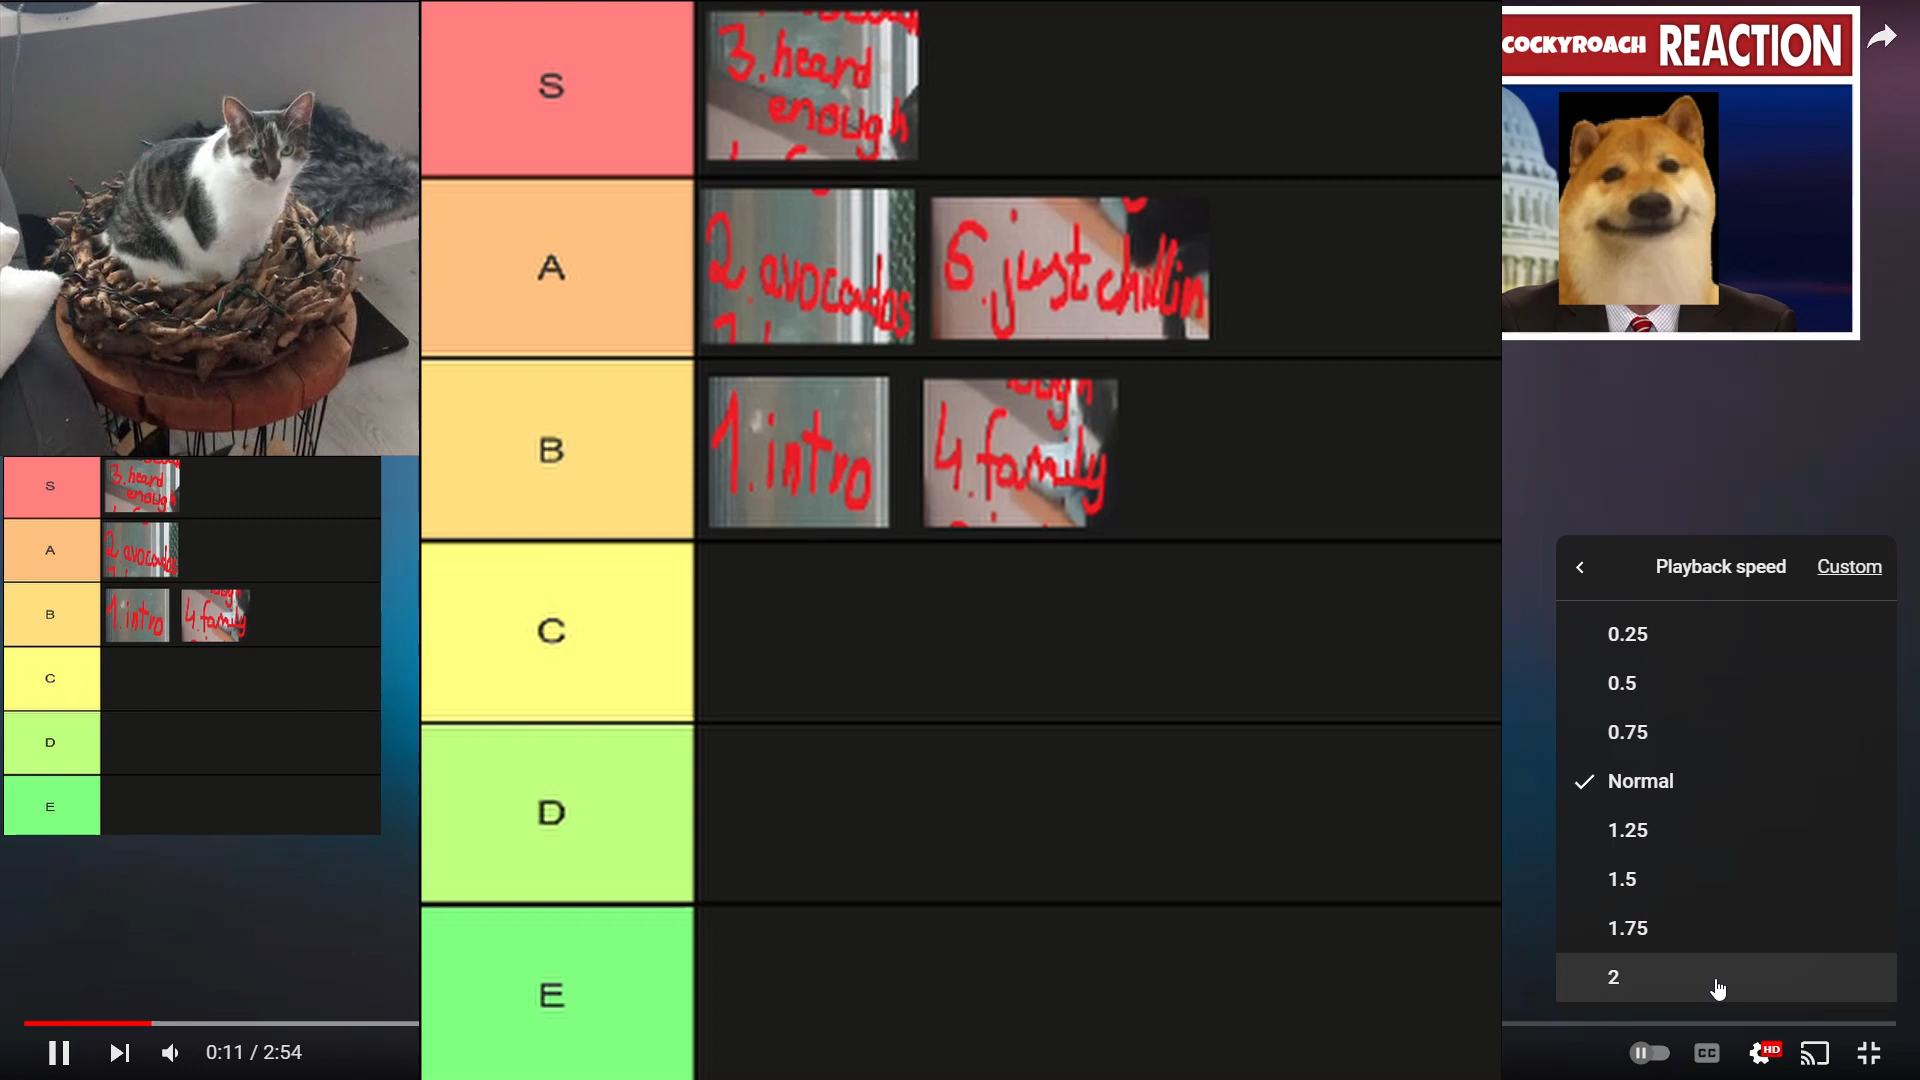 S
3. heard
enough
A
2. avocados
5. just chillin
B
1. intro
4. family
C
D
E
COCKYROACH REACTION
S
3. heard
enough
A
2 avocados
B
1. intro
4. family
C
D
E
Playback speed
Custom
0.25
0.5
0.75
Normal
1.25
1.5
1.75
2
0:11 / 2:54
CC
HD